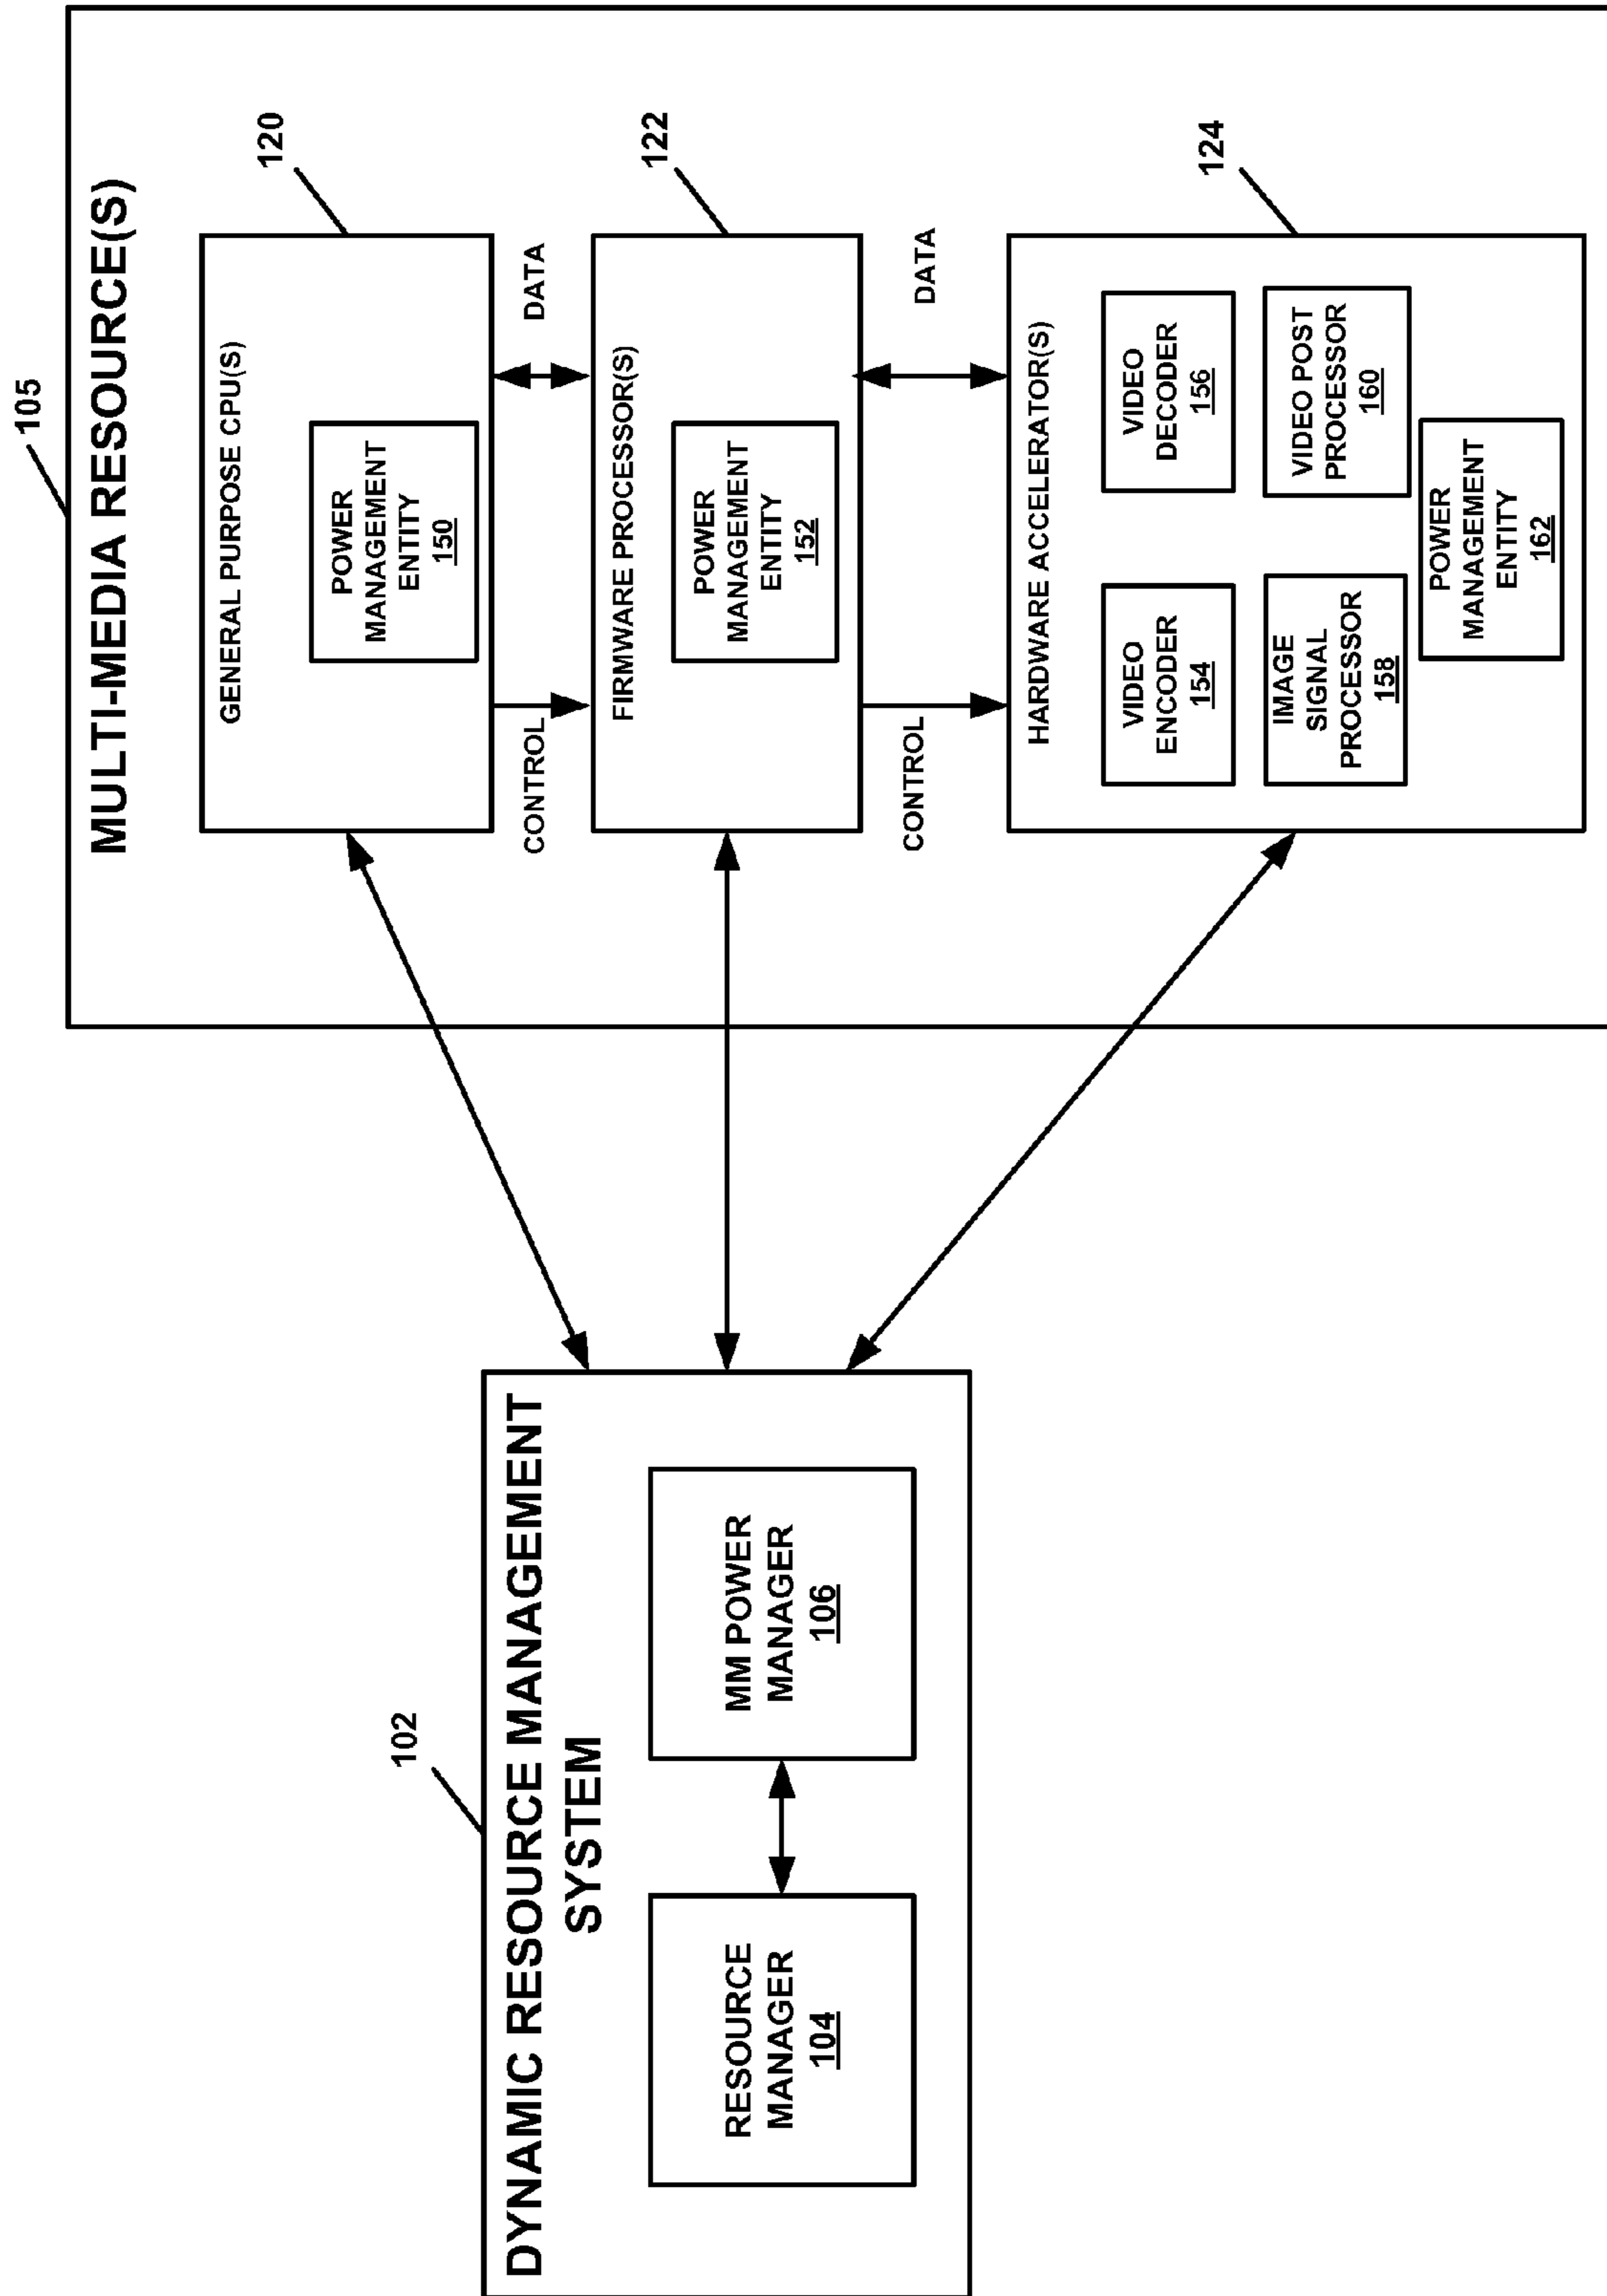 105
MULTI-MEDIA RESOURCE(S)
120
GENERAL PURPOSE CPU(S)
POWER
MANAGEMENT
ENTITY
150
CONTROL
DATA
122
FIRMWARE PROCESSOR(S)
POWER
MANAGEMENT
ENTITY
152
CONTROL
DATA
124
HARDWARE ACCELERATOR(S)
VIDEO
ENCODER
154
VIDEO
DECODER
156
IMAGE
SIGNAL
PROCESSOR
158
VIDEO POST
PROCESSOR
160
POWER
MANAGEMENT
ENTITY
162
102
DYNAMIC RESOURCE MANAGEMENT
SYSTEM
RESOURCE
MANAGER
104
MM POWER
MANAGER
106